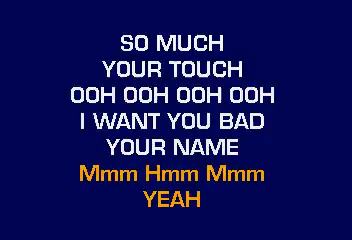 SO MUCH
YOUR TOUCH
OOH OOH OOH OOH
I WANT YOU BAD
YOUR NAME
Mmm Hmm Mmm
YEAH